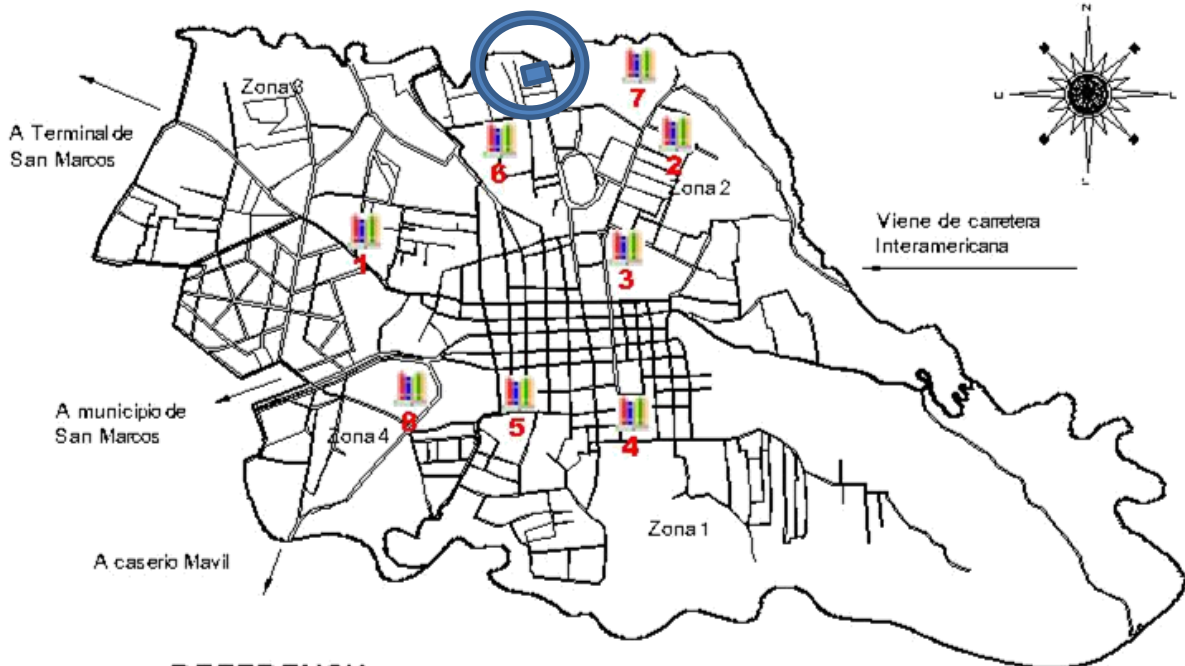 Zona 3
7
A Terminal de
San Marcos
2
6
Zona 2
Viene de carretera
Interamericana
1
3
A municipio de
San Marcos
8
5
4
Zona 4
Zona 1
A caserio Mavil